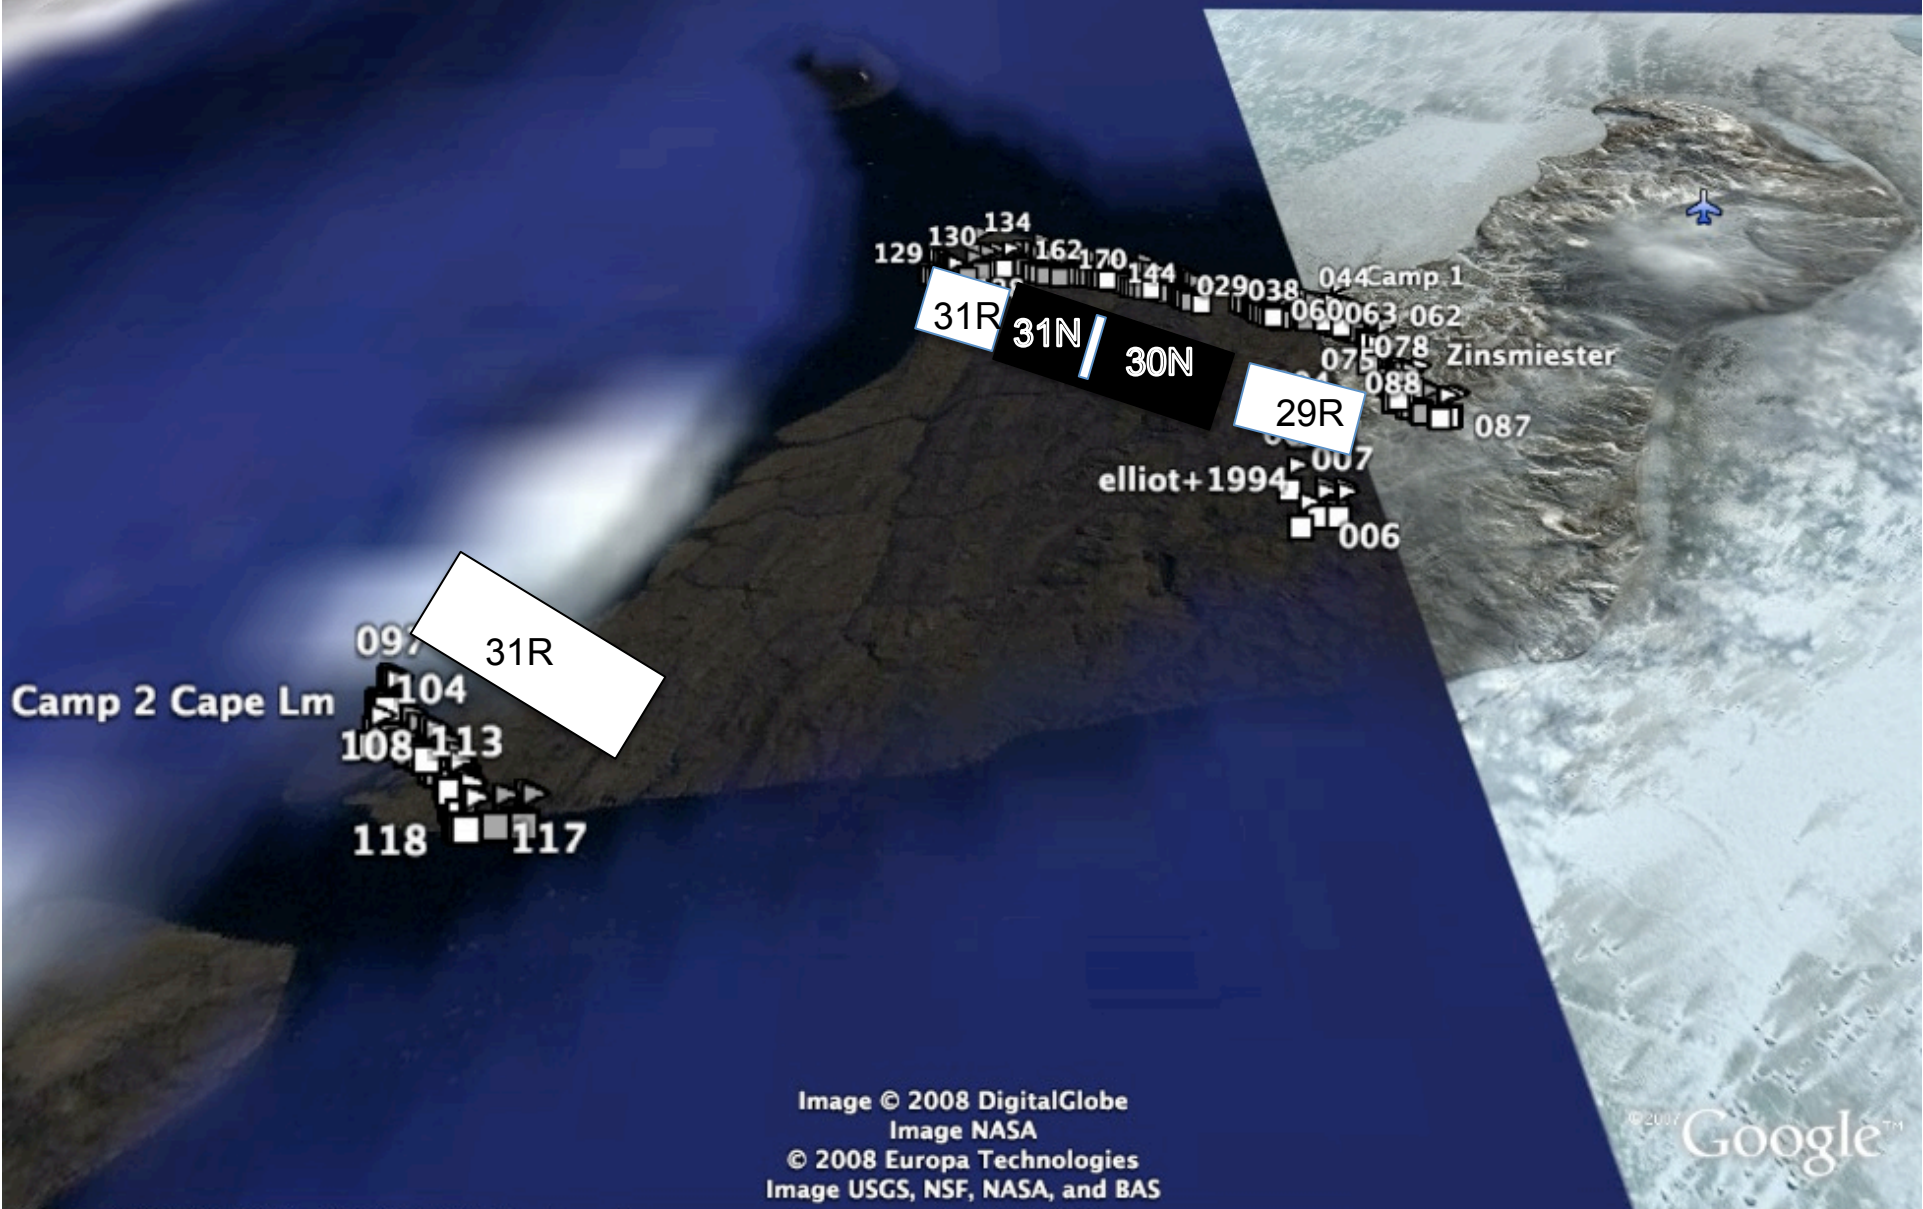 134
130
129
162
170
144
029
038
044
Camp 1
060
063
062
078
075
Zinsmiester
088
087
31R
31N
30N
29R
007
elliot+1994
006
31R
104
Camp 2 Cape Lm
108
113
118
117
Image © 2008 DigitalGlobe
Image NASA
© 2008 Europa Technologies
Image USGS, NSF, NASA, and BAS
©2007 Google™